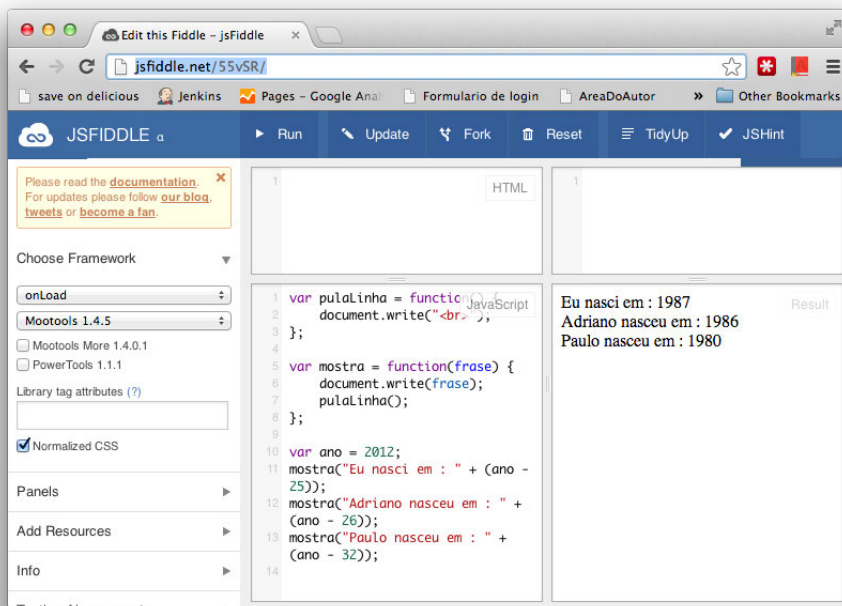 Edit this Fiddle – jsFiddle
jsfiddle.net/55vSR/
save on delicious Jenkins Pages – Google Anal Formulario de login AreaDoAutor » Other Bookmarks
JSFIDDLE α Run Update Fork Reset TidyUp JSHint
Please read the documentation.
For updates please follow our blog,
tweets or become a fan.
Choose Framework
onLoad
Mootools 1.4.5
Mootools More 1.4.0.1
PowerTools 1.1.1
Library tag attributes (?)
Normalized CSS
Panels
Add Resources
Info
1
HTML
1
JavaScript
1 var pulaLinha = function() {
2 document.write("<br>");
3 };
4
5 var mostra = function(frase) {
6 document.write(frase);
7 pulaLinha();
8 };
9
10 var ano = 2012;
11 mostra("Eu nasci em : " + (ano -
25));
12 mostra("Adriano nasceu em : " +
(ano - 26));
13 mostra("Paulo nasceu em : " +
(ano - 32));
14
Result
Eu nasci em : 1987
Adriano nasceu em : 1986
Paulo nasceu em : 1980